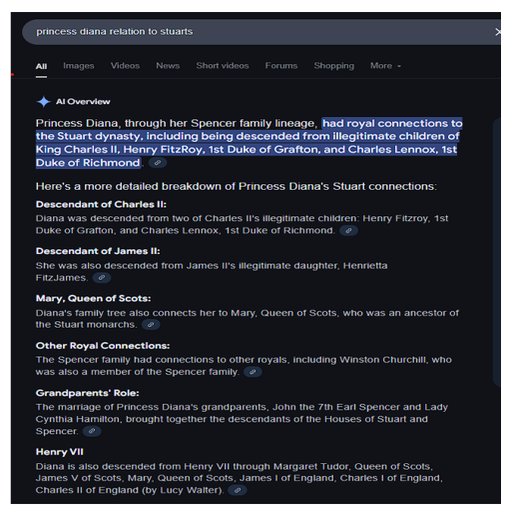 princess diana relation to stuarts
All Images Videos News Short videos Forums Shopping More
AI Overview
Princess Diana, through her Spencer family lineage, had royal connections to
the Stuart dynasty, including being descended from illegitimate children of
King Charles II, Henry FitzRoy, 1st Duke of Grafton, and Charles Lennox, 1st
Duke of Richmond.
Here's a more detailed breakdown of Princess Diana's Stuart connections:
Descendant of Charles II:
Diana was descended from two of Charles II's illegitimate children: Henry Fitzroy, 1st
Duke of Grafton, and Charles Lennox, 1st Duke of Richmond.
Descendant of James II:
She was also descended from James II's illegitimate daughter, Henrietta
FitzJames.
Mary, Queen of Scots:
Diana's family tree also connects her to Mary, Queen of Scots, who was an ancestor of
the Stuart monarchs.
Other Royal Connections:
The Spencer family had connections to other royals, including Winston Churchill, who
was also a member of the Spencer family.
Grandparents' Role:
The marriage of Princess Diana's grandparents, John the 7th Earl Spencer and Lady
Cynthia Hamilton, brought together the descendants of the Houses of Stuart and
Spencer.
Henry VII
Diana is also descended from Henry VII through Margaret Tudor, Queen of Scots,
James V of Scots, Mary, Queen of Scots, James I of England, Charles I of England,
Charles II of England (by Lucy Walter).